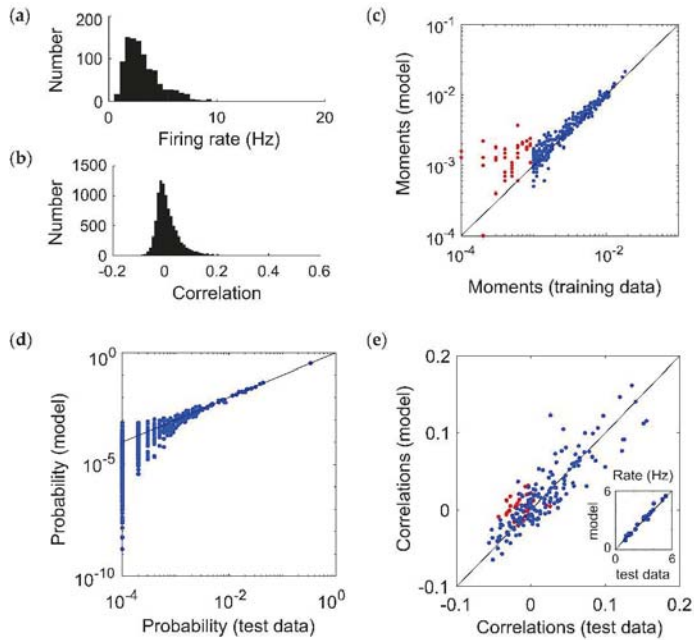 (a)
Number
200
100
0
0
10
20
Firing rate (Hz)
(b)
Number
1500
1000
500
0
-0.2
0
0.2
0.4
0.6
Correlation
(c)
Moments (model)
10⁻¹
10⁻²
10⁻³
10⁻⁴
10⁻⁴
10⁻²
Moments (training data)
(d)
Probability (model)
10⁰
10⁻⁵
10⁻¹⁰
10⁻⁴
10⁻²
10⁰
Probability (test data)
(e)
Correlations (model)
0.2
0.1
0
-0.1
-0.1
0
0.1
0.2
Correlations (test data)
Rate (Hz)
model
6
0
0
6
test data